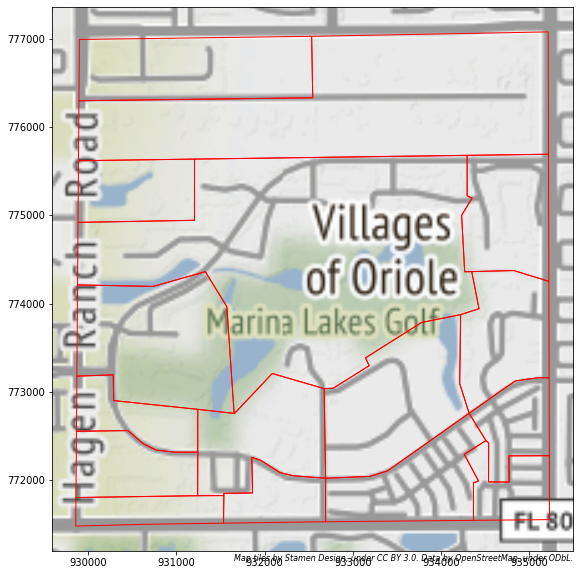 777000
776000
775000
774000
773000
772000
Hagen Ranch Road
Villages
of Oriole
Marina Lakes Golf
FL 80
930000 931000 932000 933000 934000 935000
Map tiles by Stamen Design, under CC BY 3.0. Data by OpenStreetMap, under ODbL.